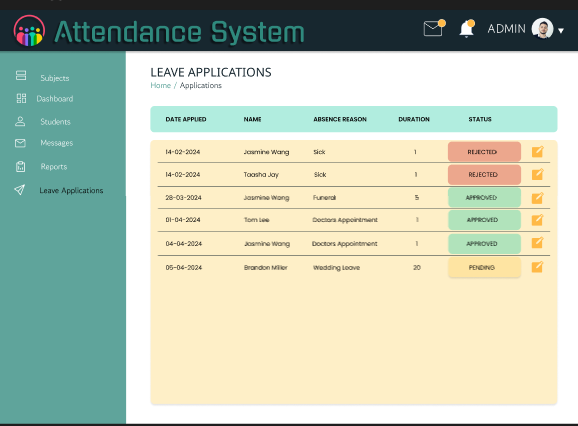 Attendance System
ADMIN
Subjects
Dashboard
Students
Messages
Reports
Leave Applications
LEAVE APPLICATIONS
Home / Applications
DATE APPLIED NAME ABSENCE REASON DURATION STATUS
14-02-2024 Jasmine Wang Sick 1 REJECTED
14-02-2024 Taasha Jay Sick 1 REJECTED
28-03-2024 Jasmine Wang Funeral 5 APPROVED
01-04-2024 Tom Lee Doctors Appointment 1 APPROVED
04-04-2024 Jasmine Wang Doctors Appointment 1 APPROVED
05-04-2024 Brandon Miller Wedding Leave 20 PENDING